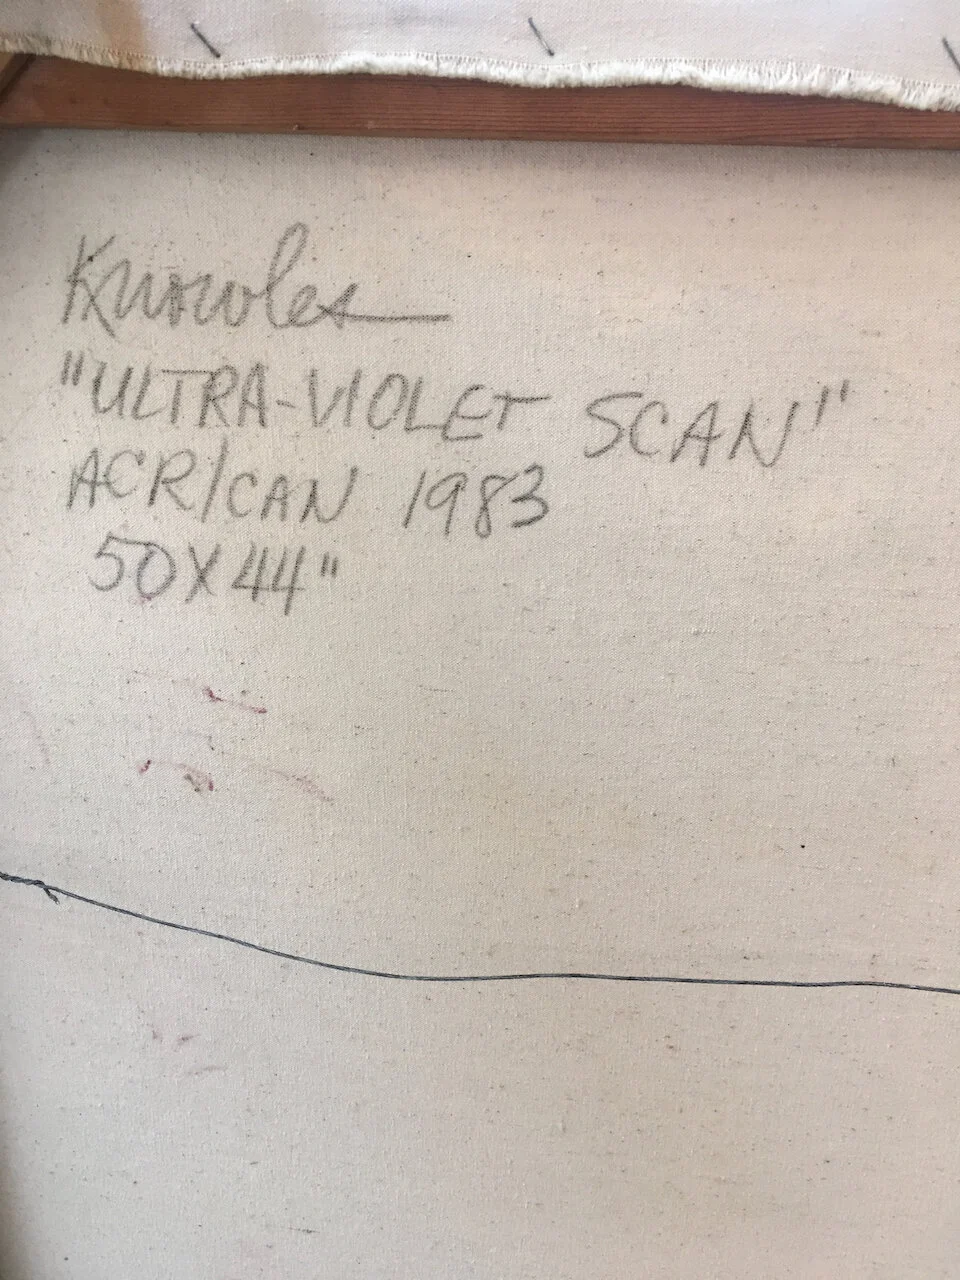 Knowles
"ULTRA-VIOLET SCAN"
ACR/CAN 1983
50X44"